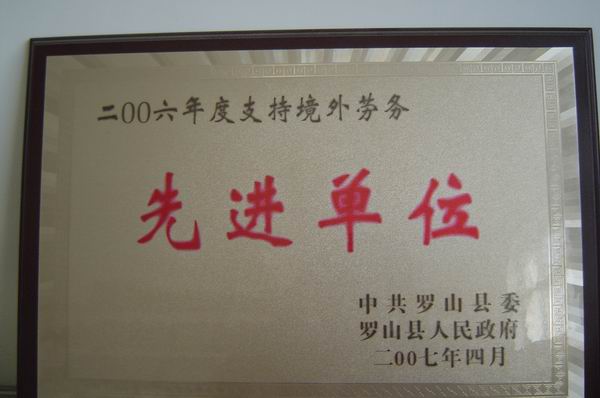 二00六年度支持境外劳务
先进单位
中共罗山县委
罗山县人民政府
二00七年四月